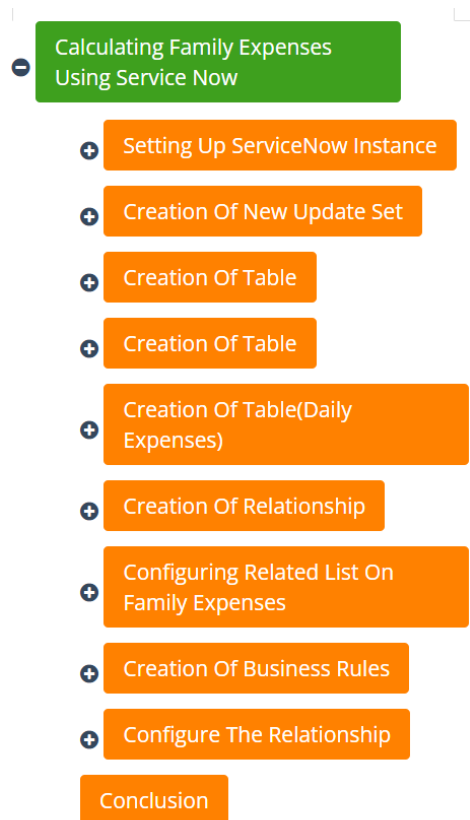 Calculating Family Expenses
Using Service Now
Setting Up ServiceNow Instance
Creation Of New Update Set
Creation Of Table
Creation Of Table
Creation Of Table(Daily
Expenses)
Creation Of Relationship
Configuring Related List On
Family Expenses
Creation Of Business Rules
Configure The Relationship
Conclusion